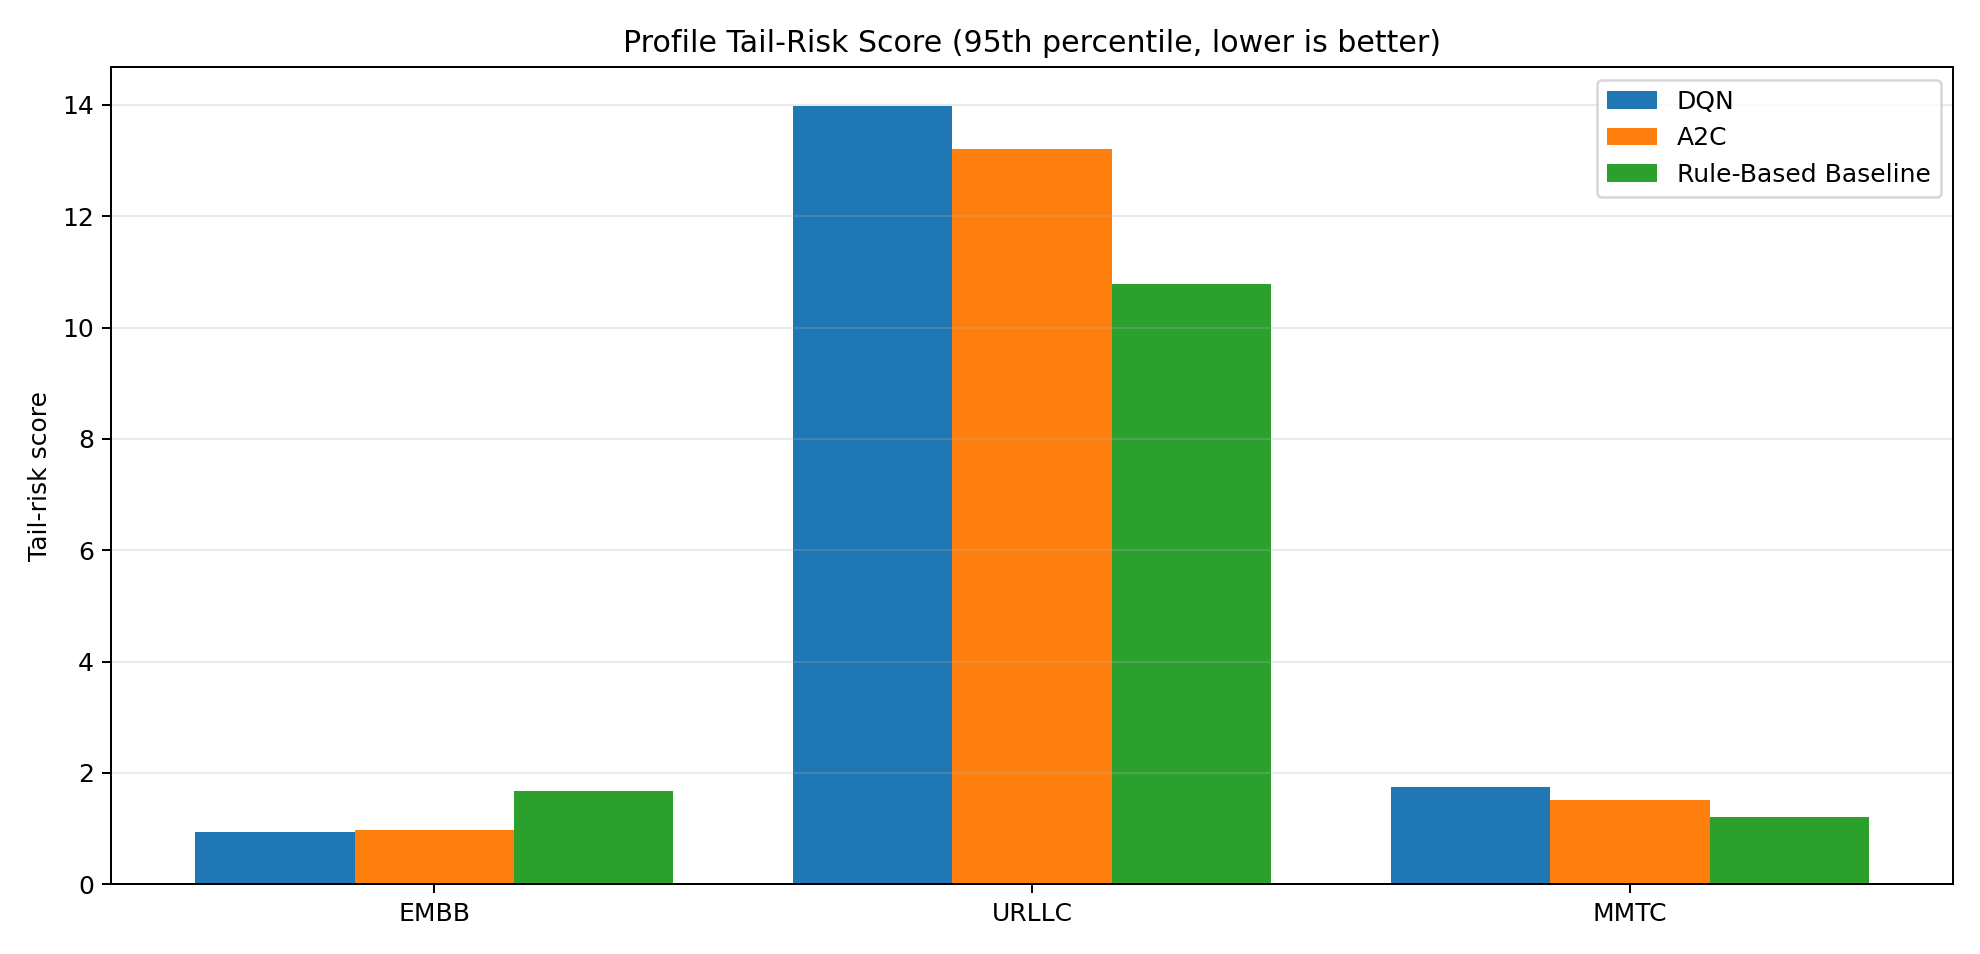 Profile Tail-Risk Score (95th percentile, lower is better)
DQN
A2C
Rule-Based Baseline
Tail-risk score
14
12
10
8
6
4
2
0
EMBB
URLLC
MMTC